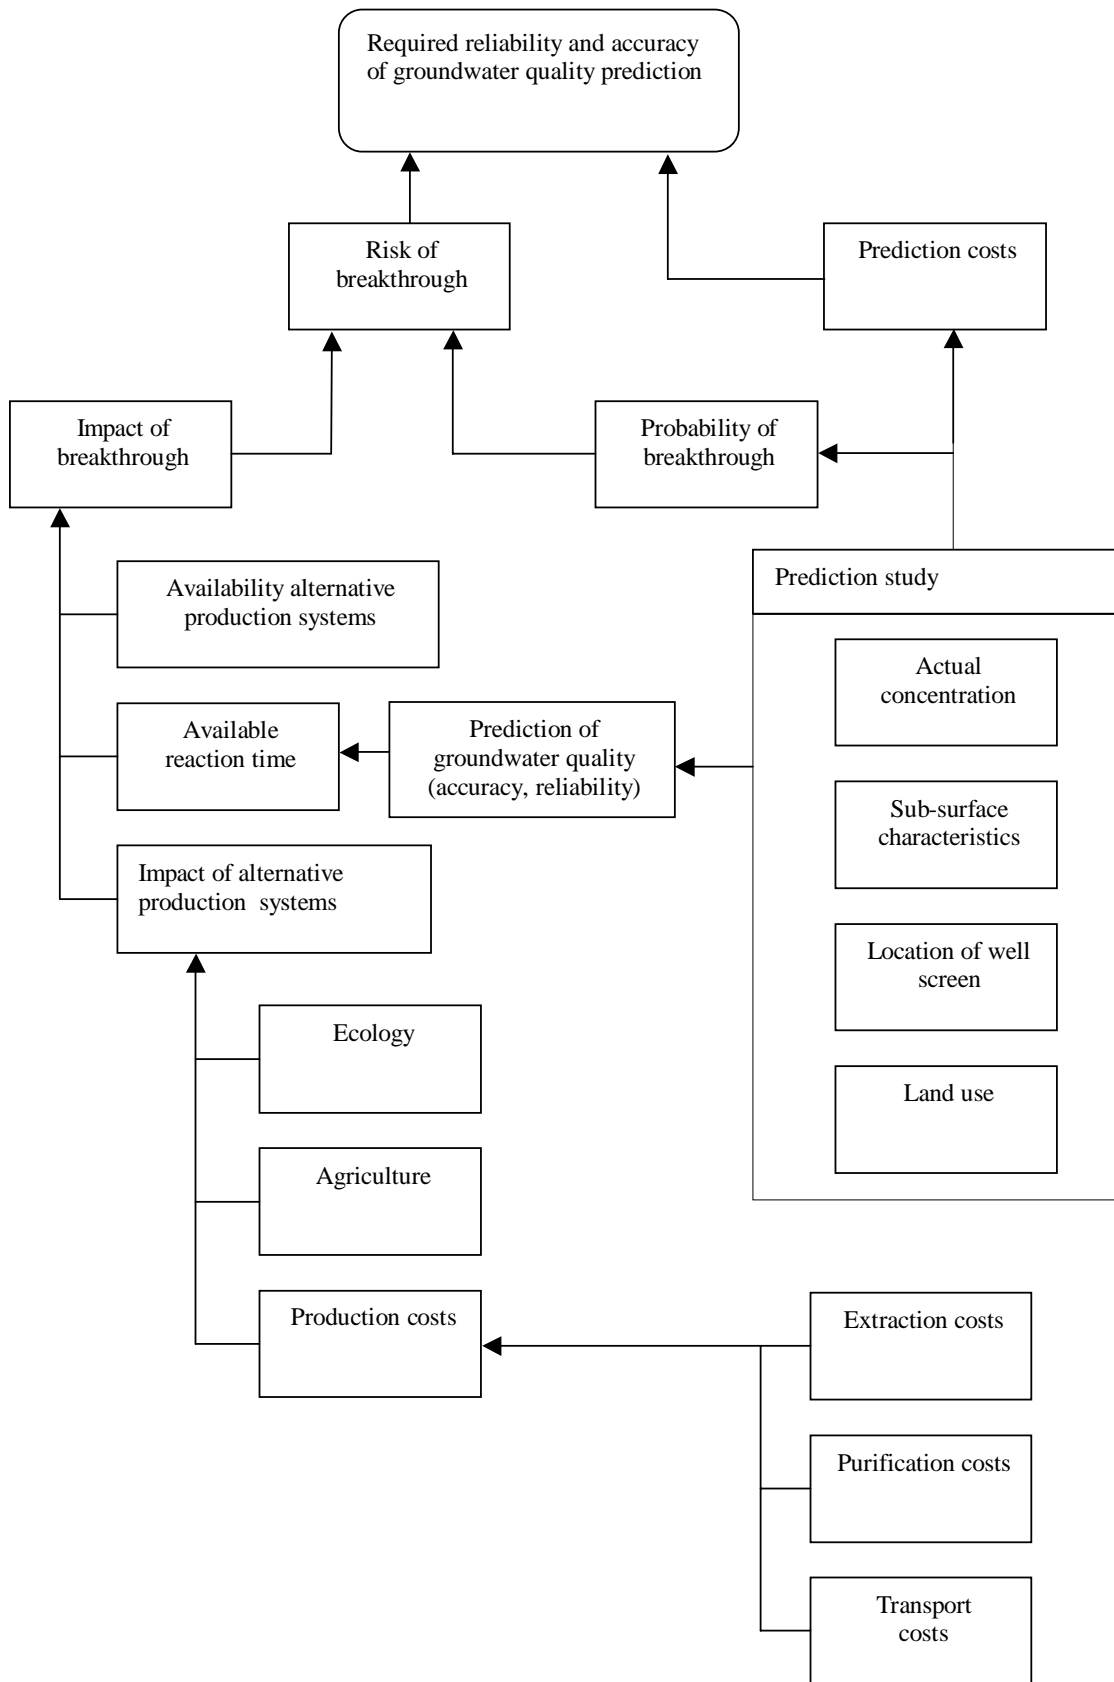 Required reliability and accuracy
of groundwater quality prediction
Risk of
breakthrough
Prediction costs
Impact of
breakthrough
Probability of
breakthrough
Availability alternative
production systems
Prediction study
Actual
concentration
Available
reaction time
Prediction of
groundwater quality
(accuracy, reliability)
Sub-surface
characteristics
Impact of alternative
production systems
Location of well
screen
Ecology
Land use
Agriculture
Production costs
Extraction costs
Purification costs
Transport
costs